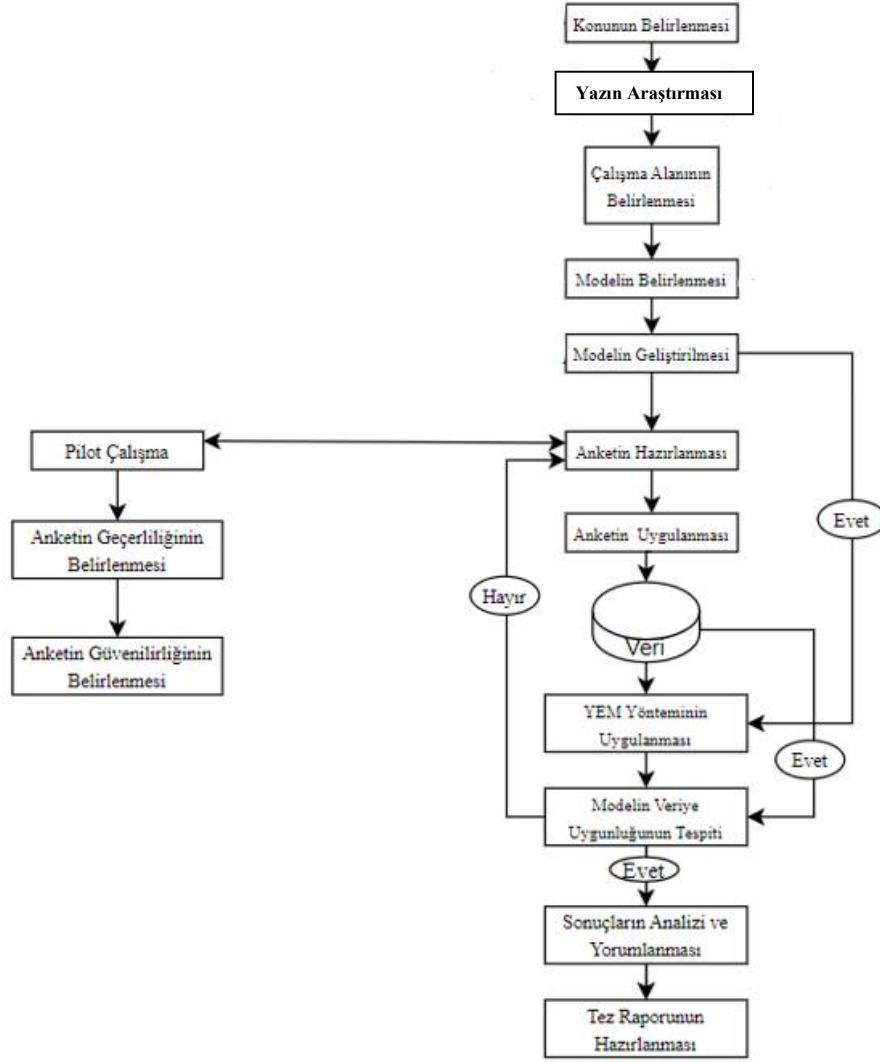 Konunun Belirlenmesi
Yazın Araştırması
Çalışma Alanının
Belirlenmesi
Modelin Belirlenmesi
Modelin Geliştirilmesi
Pilot Çalışma
Anketin Hazırlanması
Anketin Geçerliliğinin
Belirlenmesi
Anketin Uygulanması
Evet
Hayır
Anketin Güvenilirliğinin
Belirlenmesi
Veri
YEM Yönteminin
Uygulanması
Evet
Modelin Veriye
Uygunluğunun Tespiti
Evet
Sonuçların Analizi ve
Yorumlanması
Tez Raporunun
Hazırlanması